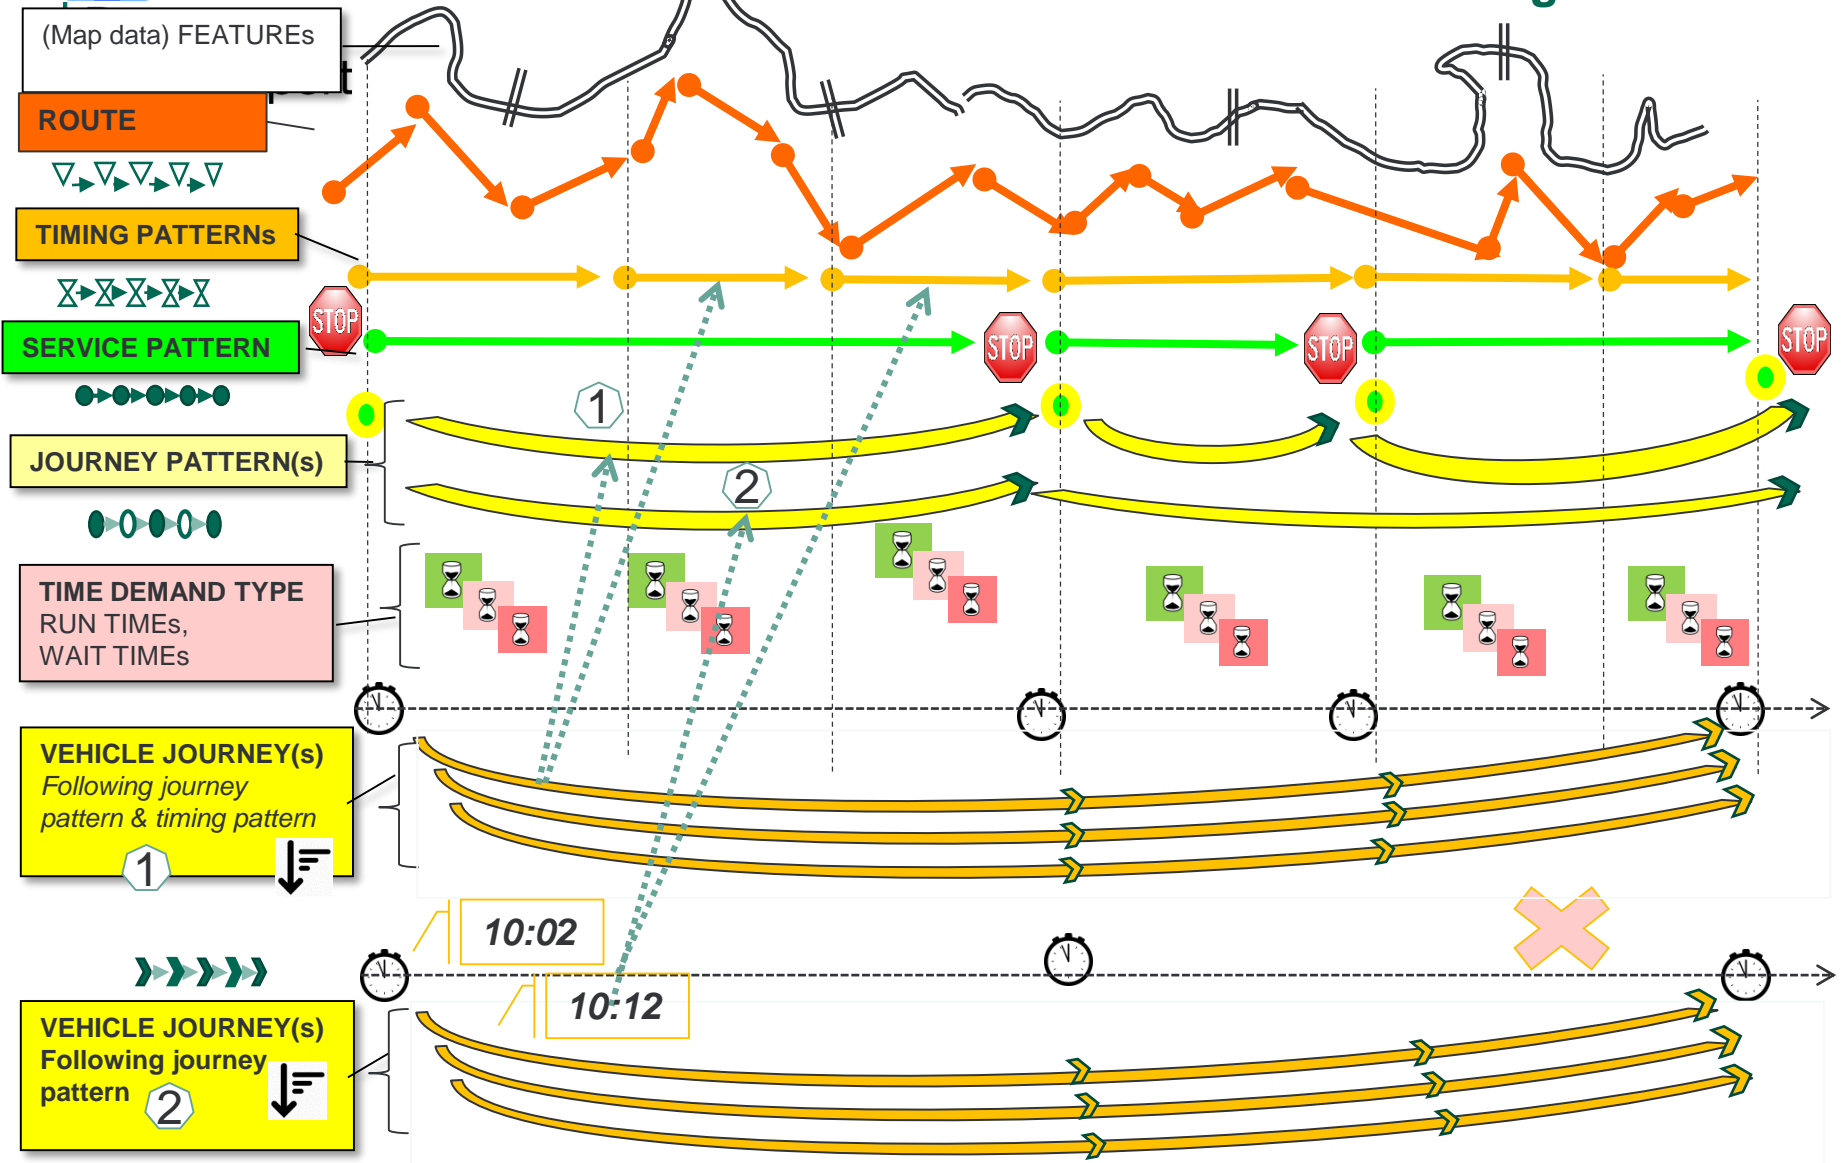 (Map data) FEATUREs
ROUTE
TIMING PATTERNs
STOP
STOP
STOP
STOP
SERVICE PATTERN
1
JOURNEY PATTERN(s)
2
TIME DEMAND TYPE
RUN TIMEs,
WAIT TIMEs
VEHICLE JOURNEY(s)
Following journey
pattern & timing pattern
1
10:02
10:12
VEHICLE JOURNEY(s)
Following journey
pattern
2